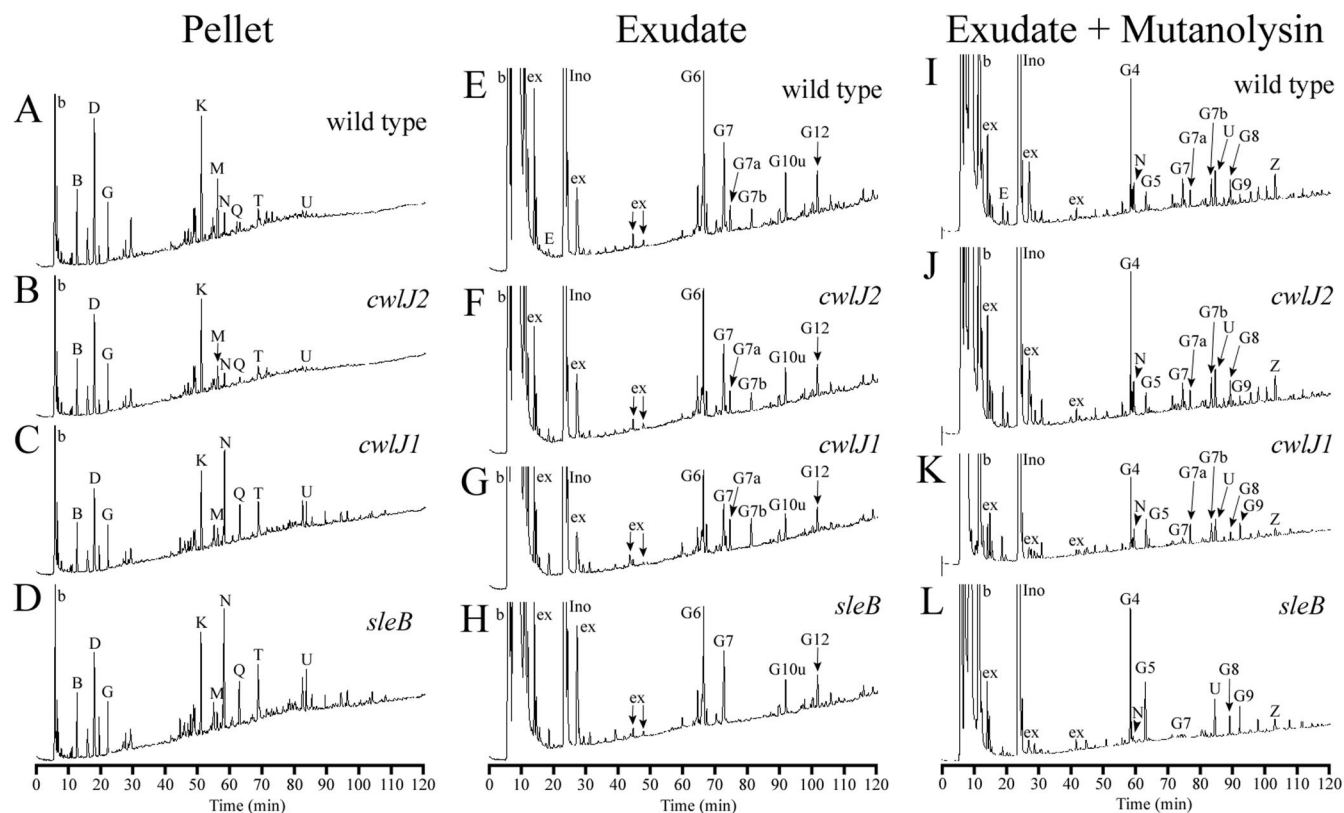 Pellet
Exudate
Exudate + Mutanolysin
A
wild type
b
B
D
G
K
M
N
Q
T
U
B
cwlJ2
b
B
D
G
K
M
N
Q
T
U
C
cwlJ1
b
B
D
G
K
M
N
Q
T
U
D
sleB
b
B
D
G
K
M
N
Q
T
U
0 10 20 30 40 50 60 70 80 90 100 110 120
Time (min)
E
wild type
b
ex
E
Ino
ex
ex
G6
G7
G7a
G7b
G10u
G12
F
cwlJ2
b
ex
Ino
ex
ex
G6
G7
G7a
G7b
G10u
G12
G
cwlJ1
b
ex
Ino
ex
ex
G6
G7
G7a
G7b
G10u
G12
H
sleB
b
ex
Ino
ex
ex
G6
G7
G10u
G12
0 10 20 30 40 50 60 70 80 90 100 110 120
Time (min)
I
wild type
b
ex
E
Ino
ex
ex
G4
N
G5
G7
G7a
G7b
U
G8
G9
Z
J
cwlJ2
b
ex
Ino
ex
ex
G4
N
G5
G7
G7a
G7b
U
G8
G9
Z
K
cwlJ1
b
ex
Ino
ex
ex
G4
N
G5
G7
G7a
G7b
U
G8
G9
Z
L
sleB
b
ex
Ino
ex
ex
G4
N
G5
G7
U
G8
G9
Z
0 10 20 30 40 50 60 70 80 90 100 110 120
Time (min)